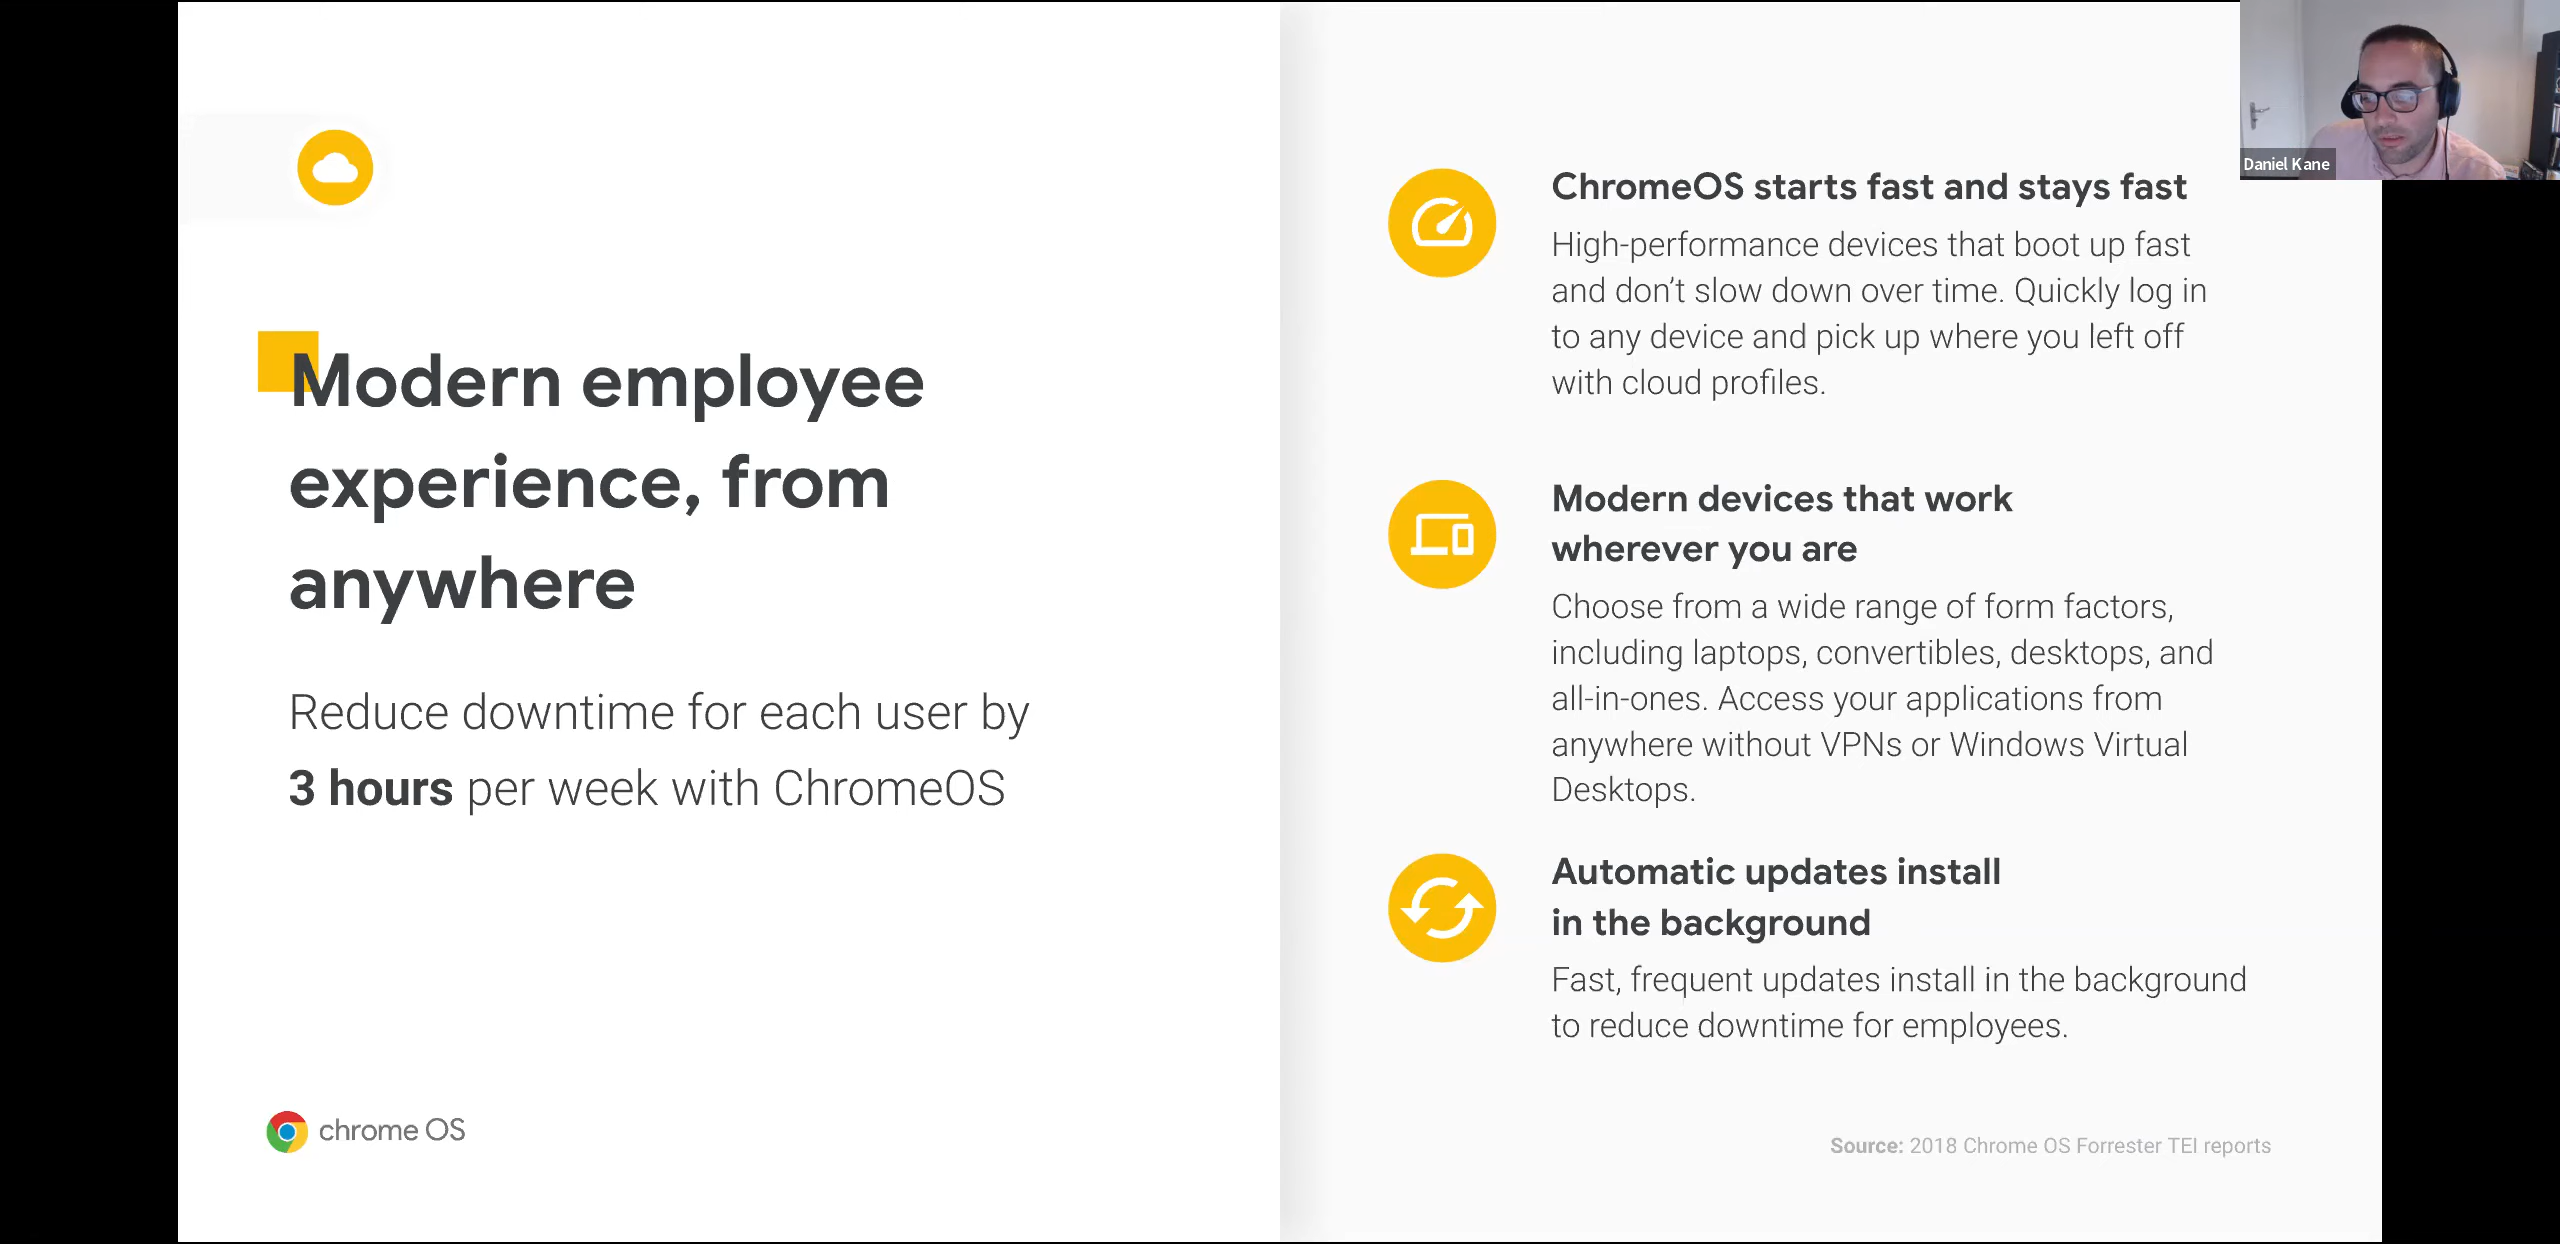 Modern employee
experience, from
anywhere
Reduce downtime for each user by
3 hours per week with ChromeOS
chrome OS
ChromeOS starts fast and stays fast
High-performance devices that boot up fast
and don’t slow down over time. Quickly log in
to any device and pick up where you left off
with cloud profiles.
Modern devices that work
wherever you are
Choose from a wide range of form factors,
including laptops, convertibles, desktops, and
all-in-ones. Access your applications from
anywhere without VPNs or Windows Virtual
Desktops.
Automatic updates install
in the background
Fast, frequent updates install in the background
to reduce downtime for employees.
Source: 2018 Chrome OS Forrester TEI reports
Daniel Kane